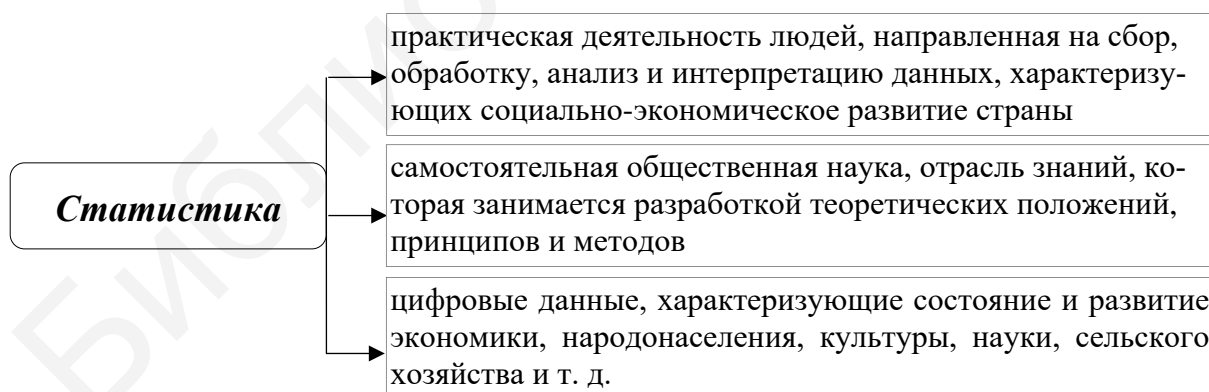 практическая деятельность людей, направленная на сбор,
обработку, анализ и интерпретацию данных, характеризу-
ющих социально-экономическое развитие страны
Статистика
самостоятельная общественная наука, отрасль знаний, ко-
торая занимается разработкой теоретических положений,
принципов и методов
цифровые данные, характеризующие состояние и развитие
экономики, народонаселения, культуры, науки, сельского
хозяйства и т. д.